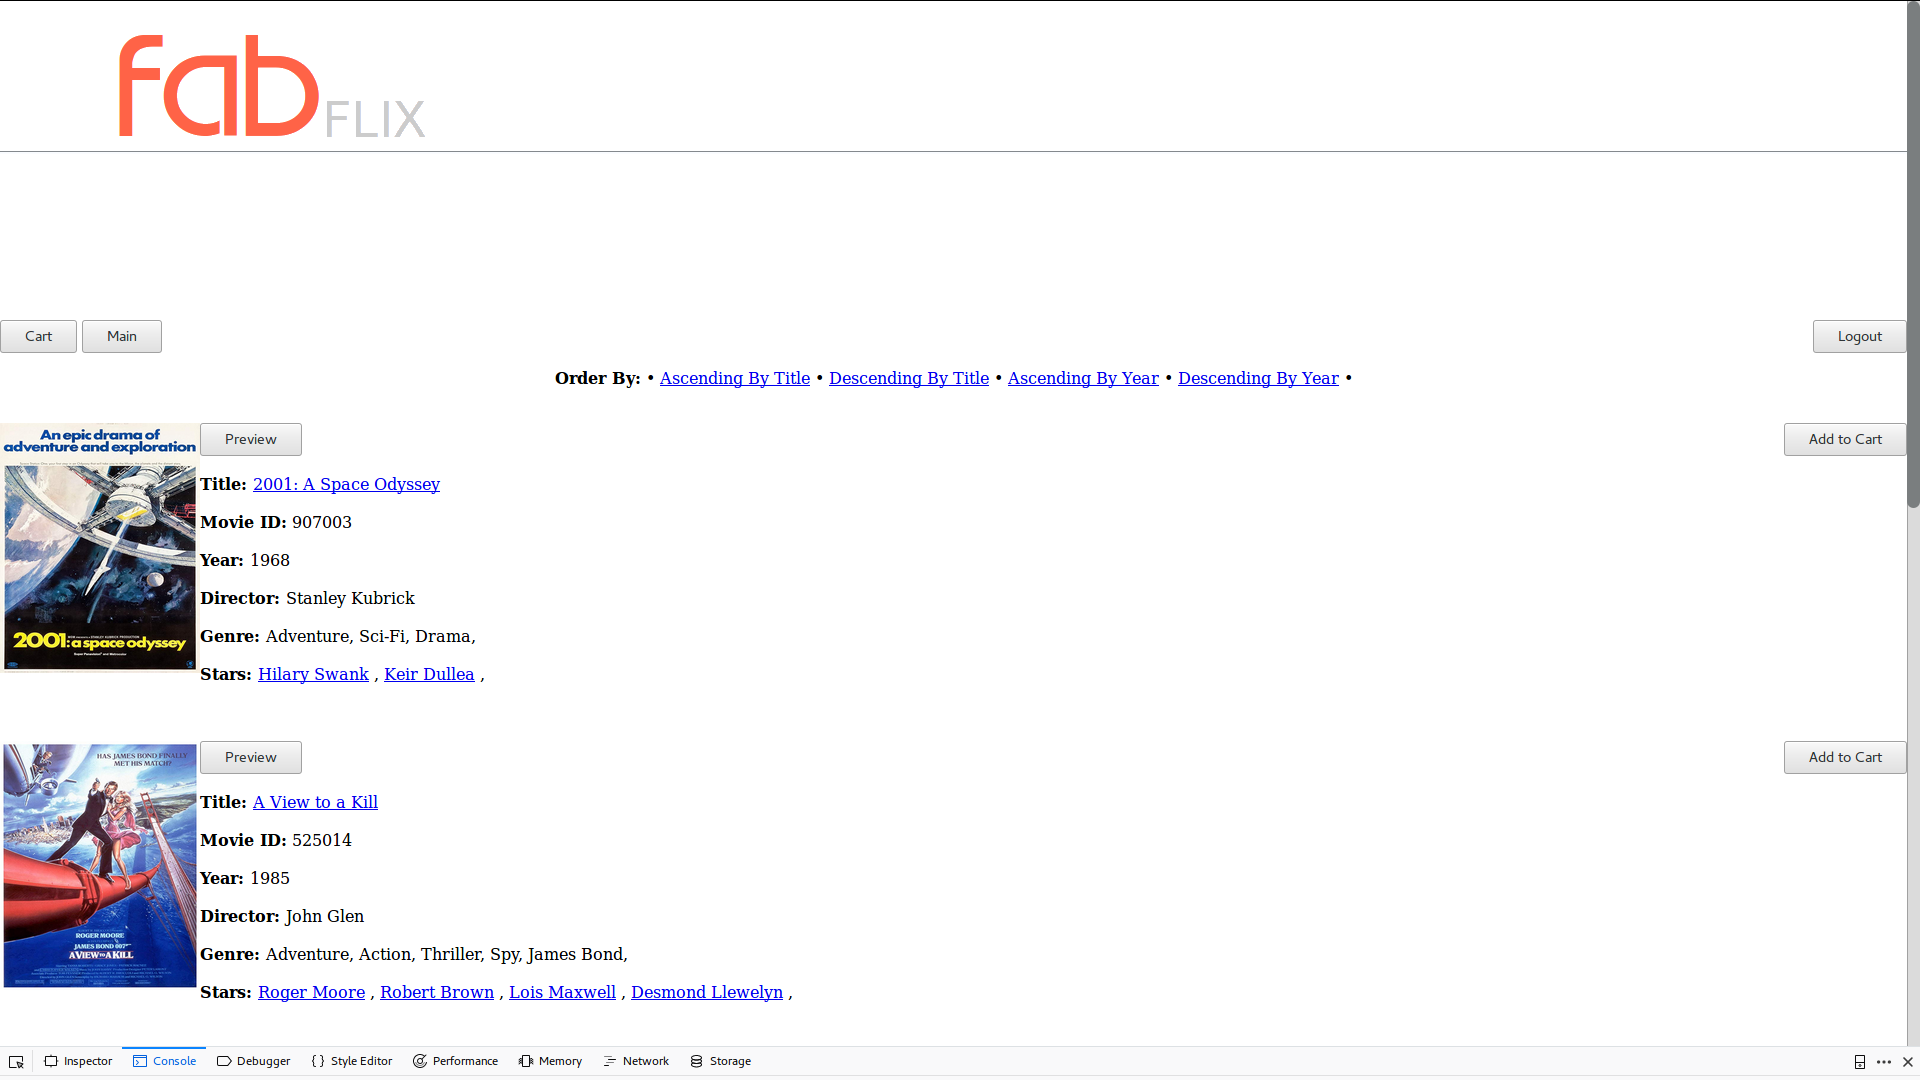 fabFLIX
Cart Main Logout
Order By: • Ascending By Title • Descending By Title • Ascending By Year • Descending By Year •
An epic drama of
adventure and exploration
Preview Add to Cart
Title: 2001: A Space Odyssey
Movie ID: 907003
Year: 1968
Director: Stanley Kubrick
Genre: Adventure, Sci-Fi, Drama,
2001: a space odyssey
Stars: Hilary Swank , Keir Dullea ,
Preview Add to Cart
HAS JAMES BOND FINALLY
MET HIS MATCH?
Title: A View to a Kill
Movie ID: 525014
Year: 1985
Director: John Glen
ROGER MOORE
JAMES BOND 007
A VIEW TO A KILL
Genre: Adventure, Action, Thriller, Spy, James Bond,
Stars: Roger Moore , Robert Brown , Lois Maxwell , Desmond Llewelyn ,
Inspector Console Debugger Style Editor Performance Memory Network Storage